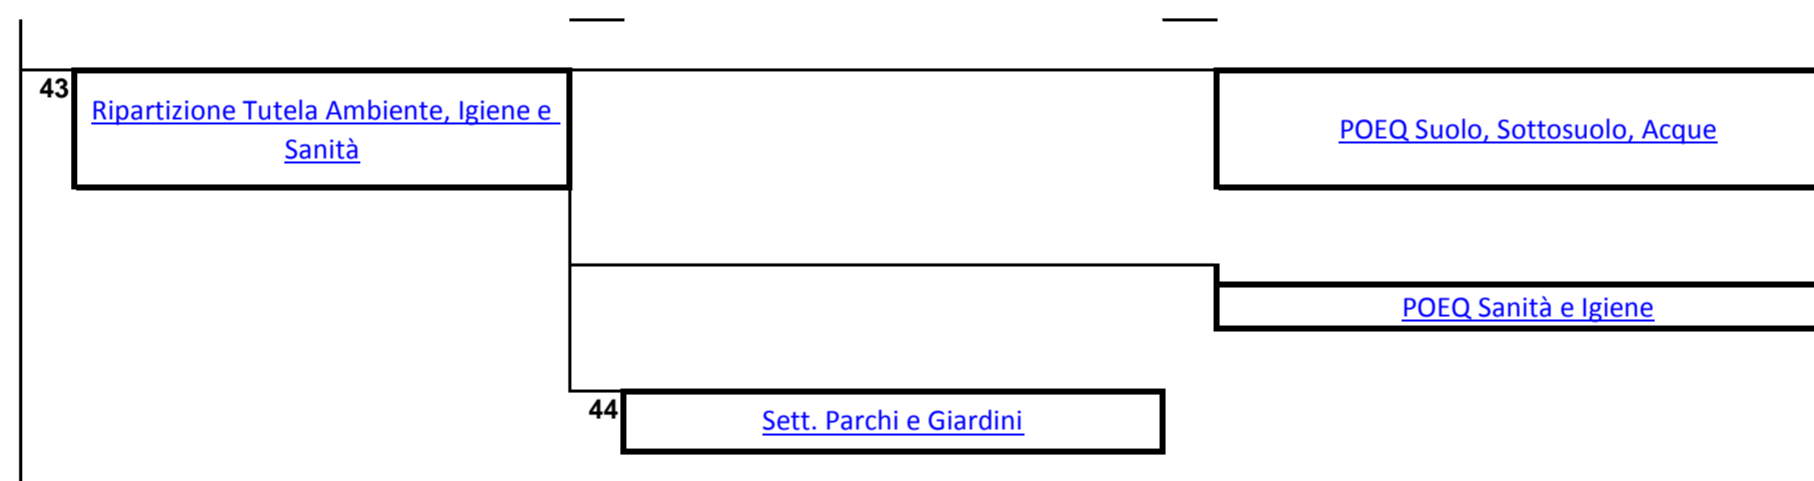 43
Ripartizione Tutela Ambiente, Igiene e
Sanità
POEQ Suolo, Sottosuolo, Acque
POEQ Sanità e Igiene
44
Sett. Parchi e Giardini